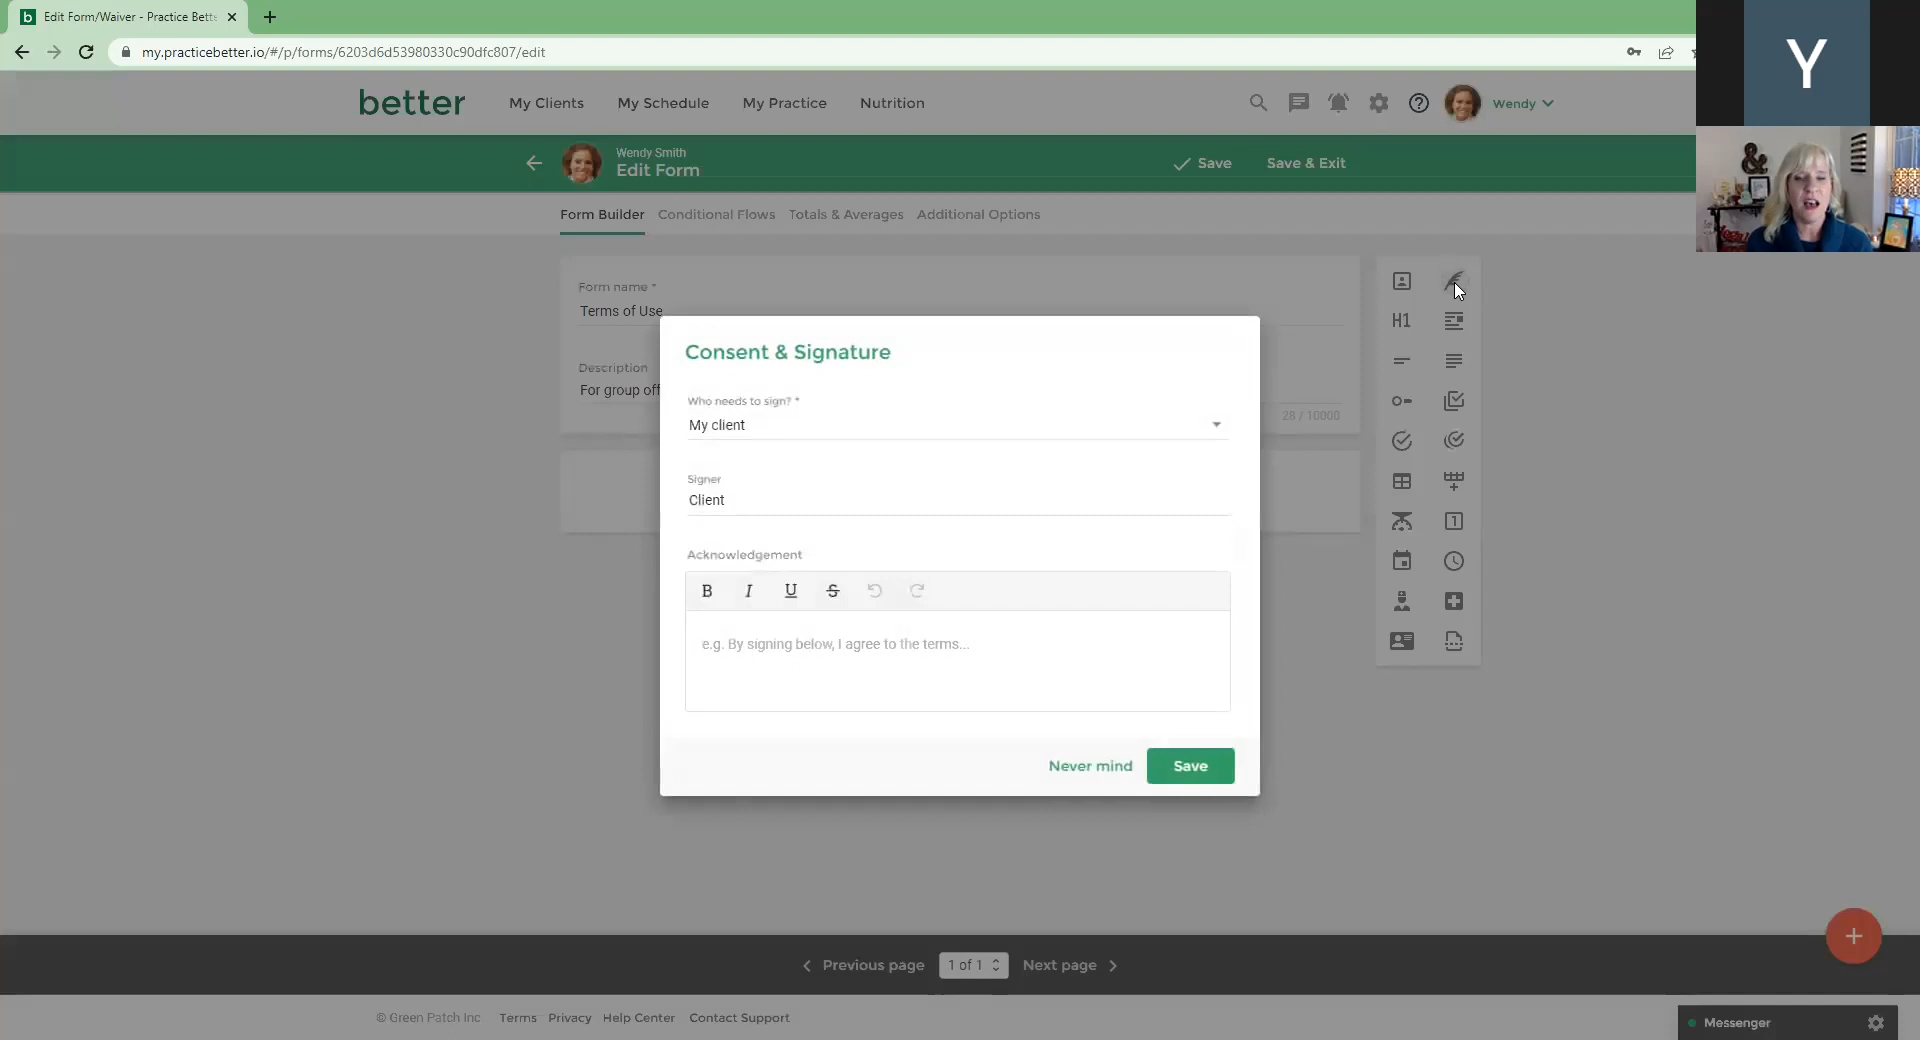 b Edit Form/Waiver - Practice Bett
my.practicebetter.io/#/p/forms/6203d6d53980330c90dfc807/edit
better My Clients My Schedule My Practice Nutrition Wendy
Y
Wendy Smith
Edit Form
Save Save & Exit
Form Builder Conditional Flows Totals & Averages Additional Options
Form name *
Terms of Use
Description
For group off
28 / 10000
H1
1
Consent & Signature
Who needs to sign? *
My client
Signer
Client
Acknowledgement
B I U S
e.g. By signing below, I agree to the terms...
Never mind Save
Previous page 1 of 1 Next page
© Green Patch Inc Terms Privacy Help Center Contact Support
Messenger